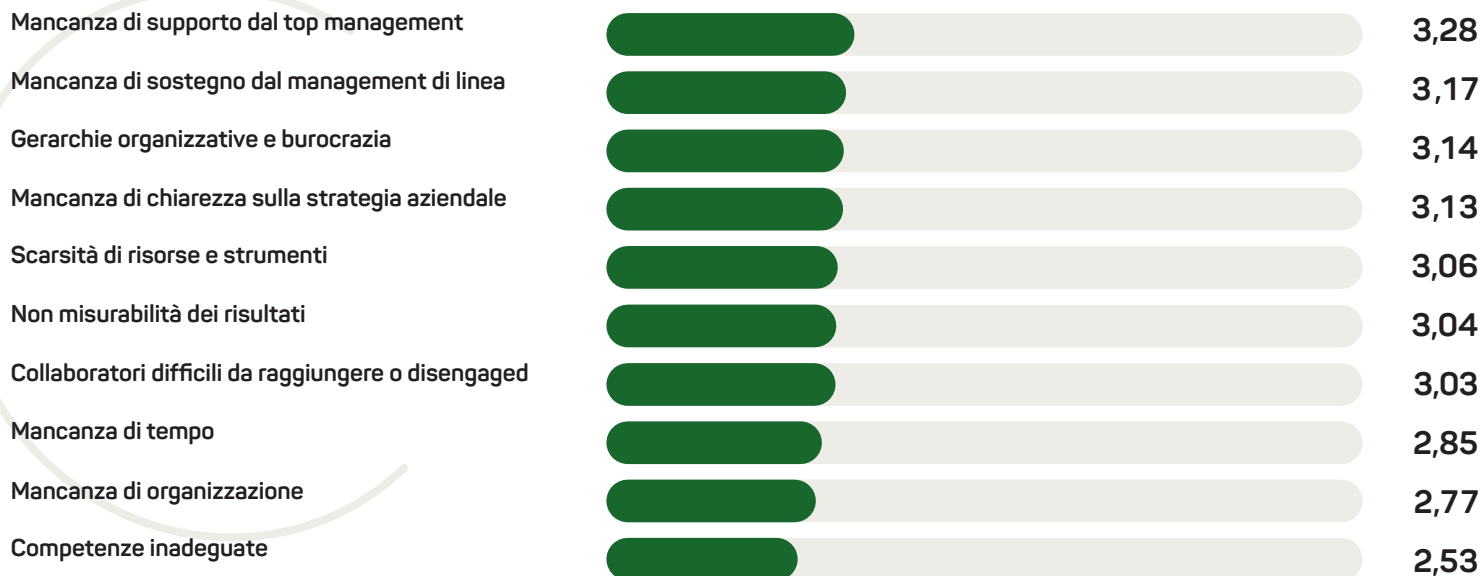 Mancanza di supporto dal top management 3,28
Mancanza di sostegno dal management di linea 3,17
Gerarchie organizzative e burocrazia 3,14
Mancanza di chiarezza sulla strategia aziendale 3,13
Scarsità di risorse e strumenti 3,06
Non misurabilità dei risultati 3,04
Collaboratori difficili da raggiungere o disengaged 3,03
Mancanza di tempo 2,85
Mancanza di organizzazione 2,77
Competenze inadeguate 2,53